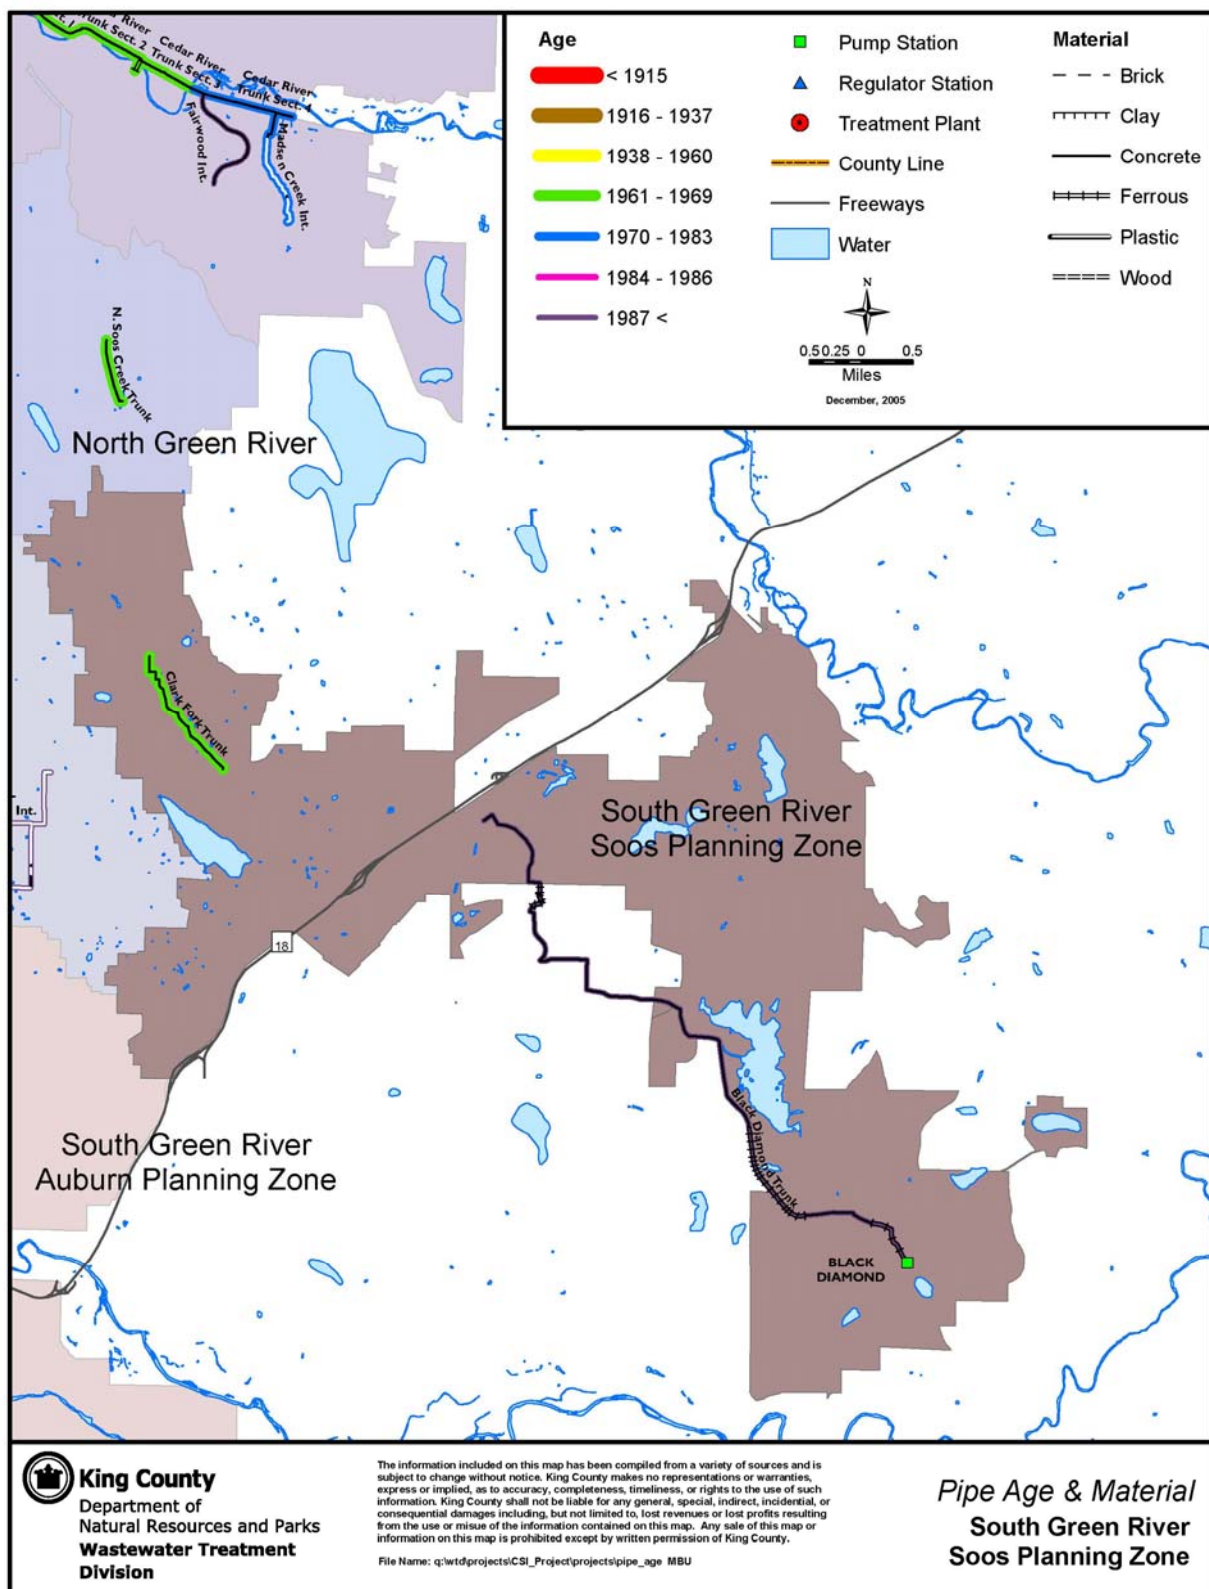 Age
< 1915
1916 - 1937
1938 - 1960
1961 - 1969
1970 - 1983
1984 - 1986
1987 <
Pump Station
Regulator Station
Treatment Plant
County Line
Freeways
Water
N
0.5 0.25 0 0.5
Miles
December, 2005
Material
Brick
Clay
Concrete
Ferrous
Plastic
Wood
River
Trunk Sect. 2
Cedar River
Trunk Sect. 3
Cedar River
Trunk Sect. 4
Fairwood Int.
Madsen Creek Int.
N. Soos Creek Trunk
North Green River
Clark Fork Trunk
Int.
South Green River
Soos Planning Zone
18
South Green River
Auburn Planning Zone
Black Diamond Trunk
BLACK
DIAMOND
King County
Department of
Natural Resources and Parks
Wastewater Treatment
Division
The information included on this map has been compiled from a variety of sources and is
subject to change without notice. King County makes no representations or warranties,
express or implied, as to accuracy, completeness, timeliness, or rights to the use of such
information. King County shall not be liable for any general, special, indirect, incidental, or
consequential damages including, but not limited to, lost revenues or lost profits resulting
from the use or misue of the information contained on this map. Any sale of this map or
information on this map is prohibited except by written permission of King County.
File Name: q:\wtd\projects\CSI_Project\projects\pipe_age MBU
Pipe Age & Material
South Green River
Soos Planning Zone